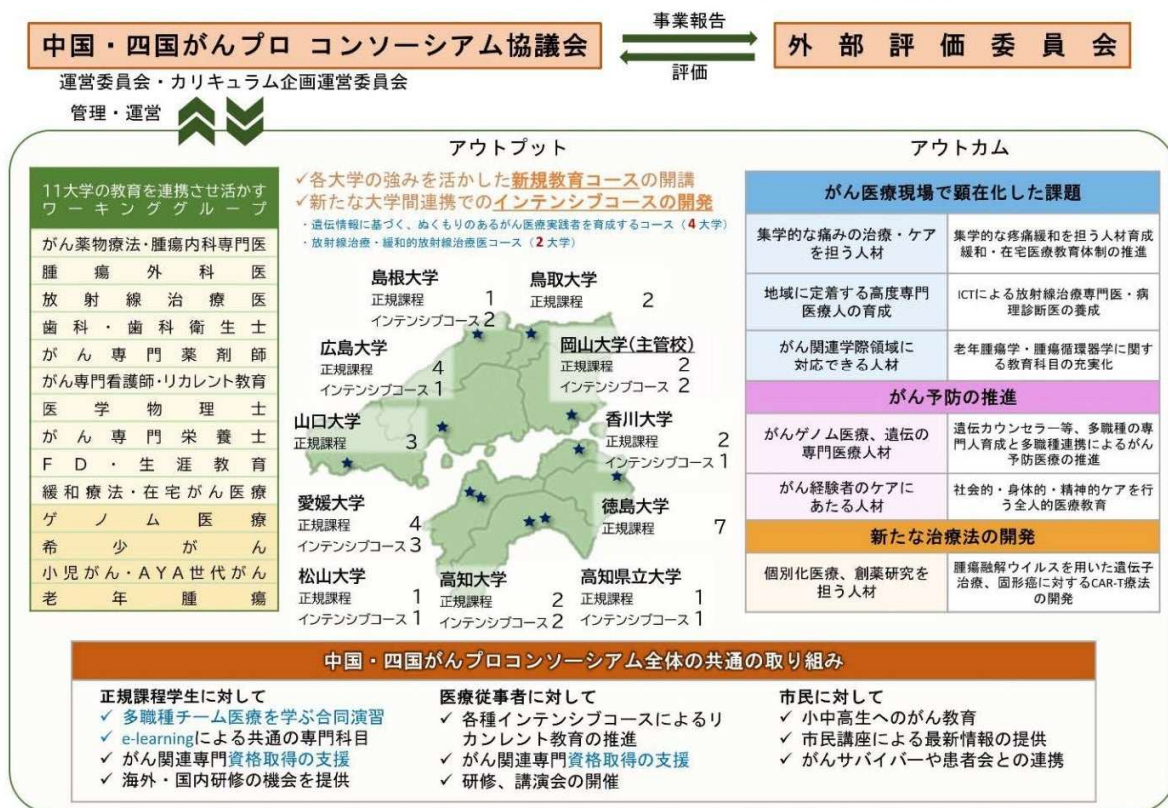 中国・四国がんプロ コンソーシアム協議会
事業報告
評価
外部評価委員会
運営委員会・カリキュラム企画運営委員会
管理・運営
11大学の教育を連携させ活かす
ワーキンググループ
がん薬物療法・腫瘍内科専門医
腫瘍外科医
放射線治療医
歯科・歯科衛生士
がん専門薬剤師
がん専門看護師・リカレント教育
医学物理士
がん専門栄養士
FD・生涯教育
緩和療法・在宅がん医療
ゲノム医療
希少がん
小児がん・AYA世代がん
老年腫瘍
アウトプット
✓各大学の強みを活かした新規教育コースの開講
✓新たな大学間連携でのインテンシブコースの開発
・遺伝情報に基づく、ぬくもりのあるがん医療実践者を育成するコース（4大学）
・放射線治療・緩和的放射線治療医コース（2大学）
島根大学
正規課程 1
インテンシブコース 2
鳥取大学
正規課程 2
広島大学
正規課程 4
インテンシブコース 1
岡山大学(主管校)
正規課程 2
インテンシブコース 2
山口大学
正規課程 3
香川大学
正規課程 2
インテンシブコース 1
愛媛大学
正規課程 4
インテンシブコース 3
徳島大学
正規課程 7
松山大学
正規課程 1
インテンシブコース 1
高知大学
正規課程 2
インテンシブコース 2
高知県立大学
正規課程 1
インテンシブコース 1
アウトカム
がん医療現場で顕在化した課題
集学的な痛みの治療・ケア
を担う人材
集学的な疼痛緩和を担う人材育成
緩和・在宅医療教育体制の推進
地域に定着する高度専門
医療人の育成
ICTによる放射線治療専門医・病
理診断医の養成
がん関連学際領域に
対応できる人材
老年腫瘍学・腫瘍循環器学に関す
る教育科目の充実化
がん予防の推進
がんゲノム医療、遺伝の
専門医療人材
遺伝カウンセラー等、多職種の専
門人育成と多職種連携によるがん
予防医療の推進
がん経験者のケアに
あたる人材
社会的・身体的・精神的ケアを行
う全人的医療教育
新たな治療法の開発
個別化医療、創薬研究を
担う人材
腫瘍融解ウイルスを用いた遺伝子
治療、固形癌に対するCAR-T療法
の開発
中国・四国がんプロコンソーシアム全体の共通の取り組み
正規課程学生に対して
✓ 多職種チーム医療を学ぶ合同演習
✓ e-learningによる共通の専門科目
✓ がん関連専門資格取得の支援
✓ 海外・国内研修の機会を提供
医療従事者に対して
✓ 各種インテンシブコースによるリ
カンレント教育の推進
✓ がん関連専門資格取得の支援
✓ 研修、講演会の開催
市民に対して
✓ 小中高生へのがん教育
✓ 市民講座による最新情報の提供
✓ がんサバイバーや患者会との連携